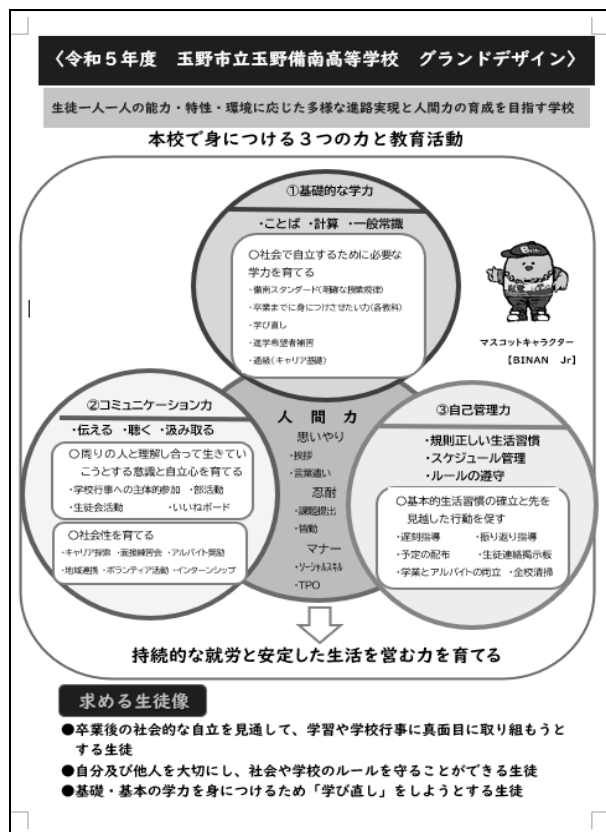 〈令和５年度　玉野市立玉野備南高等学校　グランドデザイン〉
生徒一人一人の能力・特性・環境に応じた多様な進路実現と人間力の育成を目指す学校
本校で身につける３つの力と教育活動
①基礎的な学力
・ことば ・計算 ・一般常識
〇社会で自立するために必要な
学力を育てる
・備南スタンダード(明確な授業規律)
・卒業までに身につけさせたい力(各教科)
・学び直し
・進学希望者補習
・通級(キャリア基礎)
マスコットキャラクター
【BINAN　Jr】
②コミュニケーション力
・伝える ・聴く ・汲み取る
〇周りの人と理解し合って生きてい
こうとする意識と自立心を育てる
・学校行事への主体的参加 ・部活動
・生徒会活動　・いいねボード
〇社会性を育てる
・キャリア探索 ・面接練習会 ・アルバイト奨励
・地域連携 ・ボランティア活動 ・インターンシップ
人　間　力
思いやり
・挨拶
・言葉遣い
忍耐
・課題提出
・皆勤
マナー
・ソーシャルスキル
・TPO
③自己管理力
・規則正しい生活習慣
・スケジュール管理
・ルールの遵守
〇基本的生活習慣の確立と先を
見越した行動を促す
・遅刻指導　・振り返り指導
・予定の配布　・生徒連絡掲示板
・学業とアルバイトの両立 ・全校清掃
持続的な就労と安定した生活を営む力を育てる
求める生徒像
●卒業後の社会的な自立を見通して、学習や学校行事に真面目に取り組もうと
する生徒
●自分及び他人を大切にし、社会や学校のルールを守ることができる生徒
●基礎・基本の学力を身につけるため「学び直し」をしようとする生徒